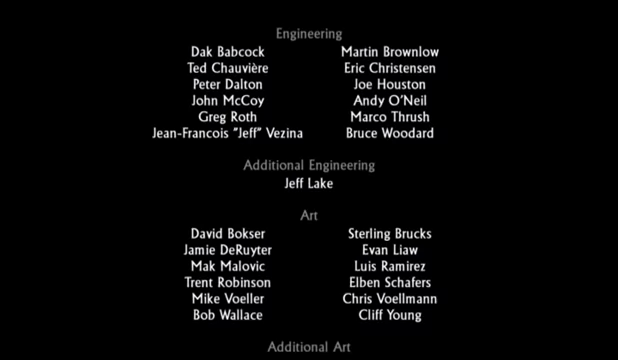 Engineering
Dak Babcock Martin Brownlow
Ted Chauvière Eric Christensen
Peter Dalton Joe Houston
John McCoy Andy O'Neil
Greg Roth Marco Thrush
Jean-Francois "Jeff" Vezina Bruce Woodard
Additional Engineering
Jeff Lake
Art
David Bokser Sterling Brucks
Jamie DeRuyter Evan Liaw
Mak Malovic Luis Ramirez
Trent Robinson Elben Schafers
Mike Voeller Chris Voellmann
Bob Wallace Cliff Young
Additional Art